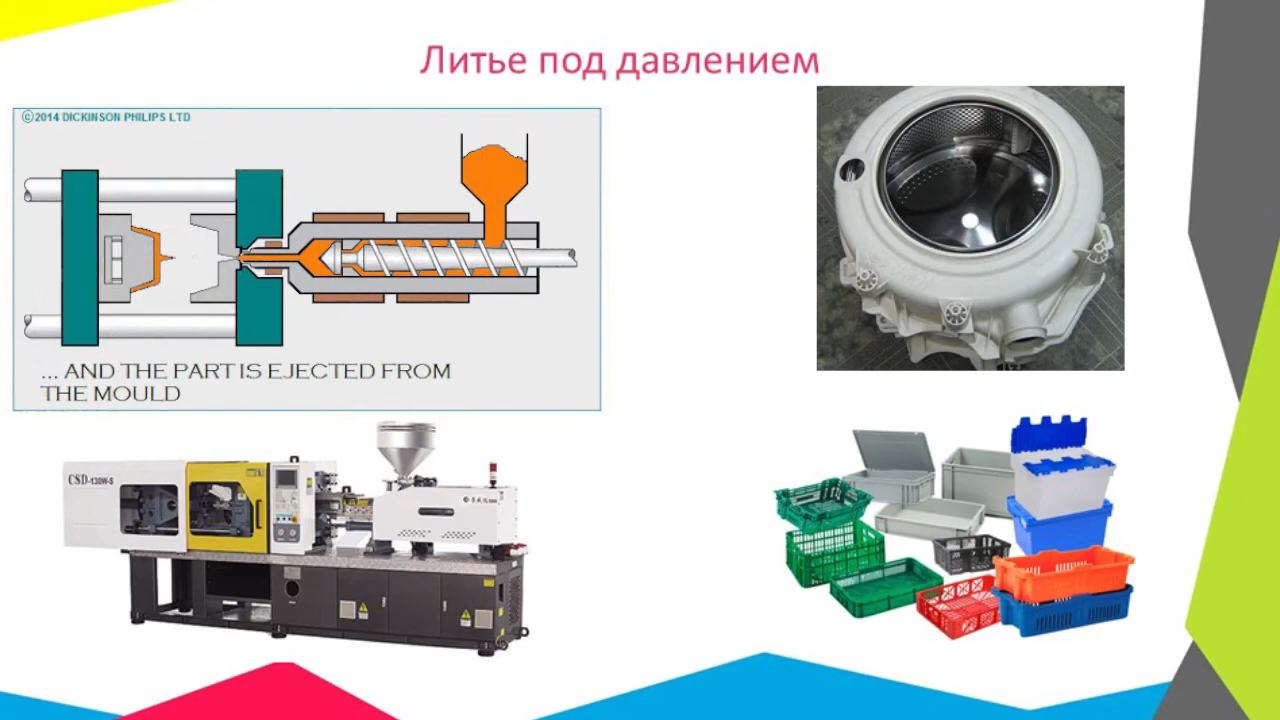 Литье под давлением
©2014 DICKINSON PHILIPS LTD
... AND THE PART IS EJECTED FROM
THE MOULD
CSD-130W-S